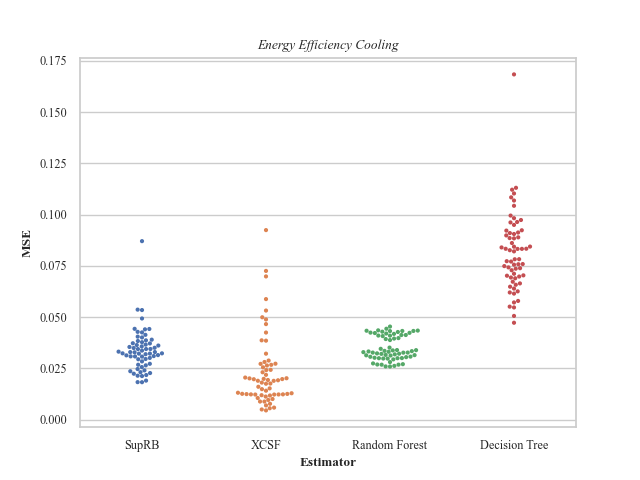 Energy Efficiency Cooling
0.175
0.150
0.125
0.100
0.075
0.050
0.025
0.000
MSE
SupRB XCSF Random Forest Decision Tree
Estimator